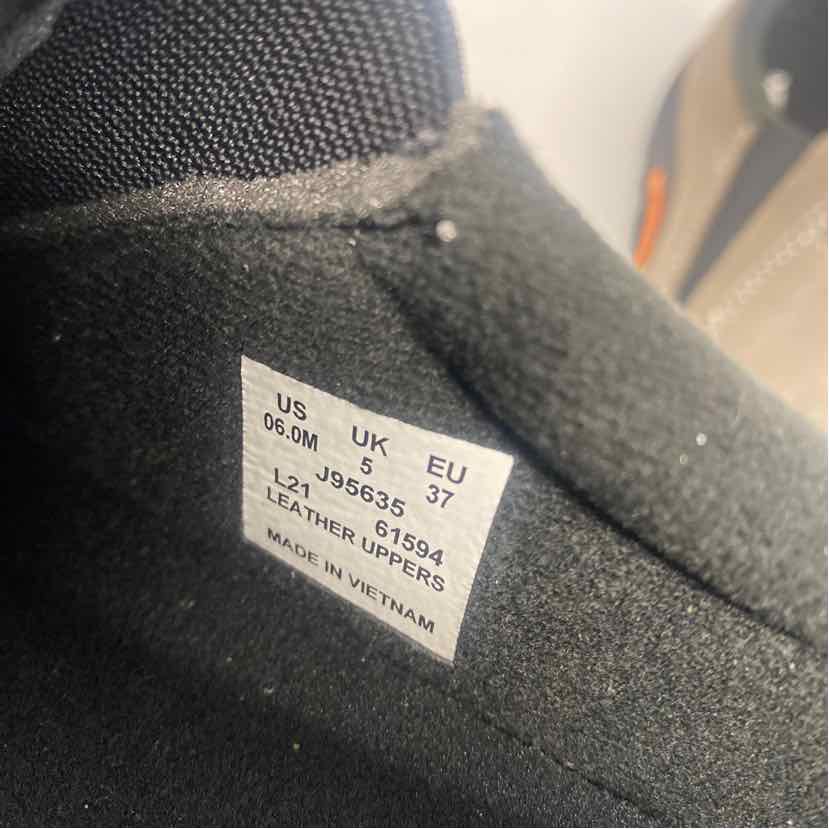 US UK EU
06.0M 5 37
J95635
L21 61594
LEATHER UPPERS
MADE IN VIETNAM